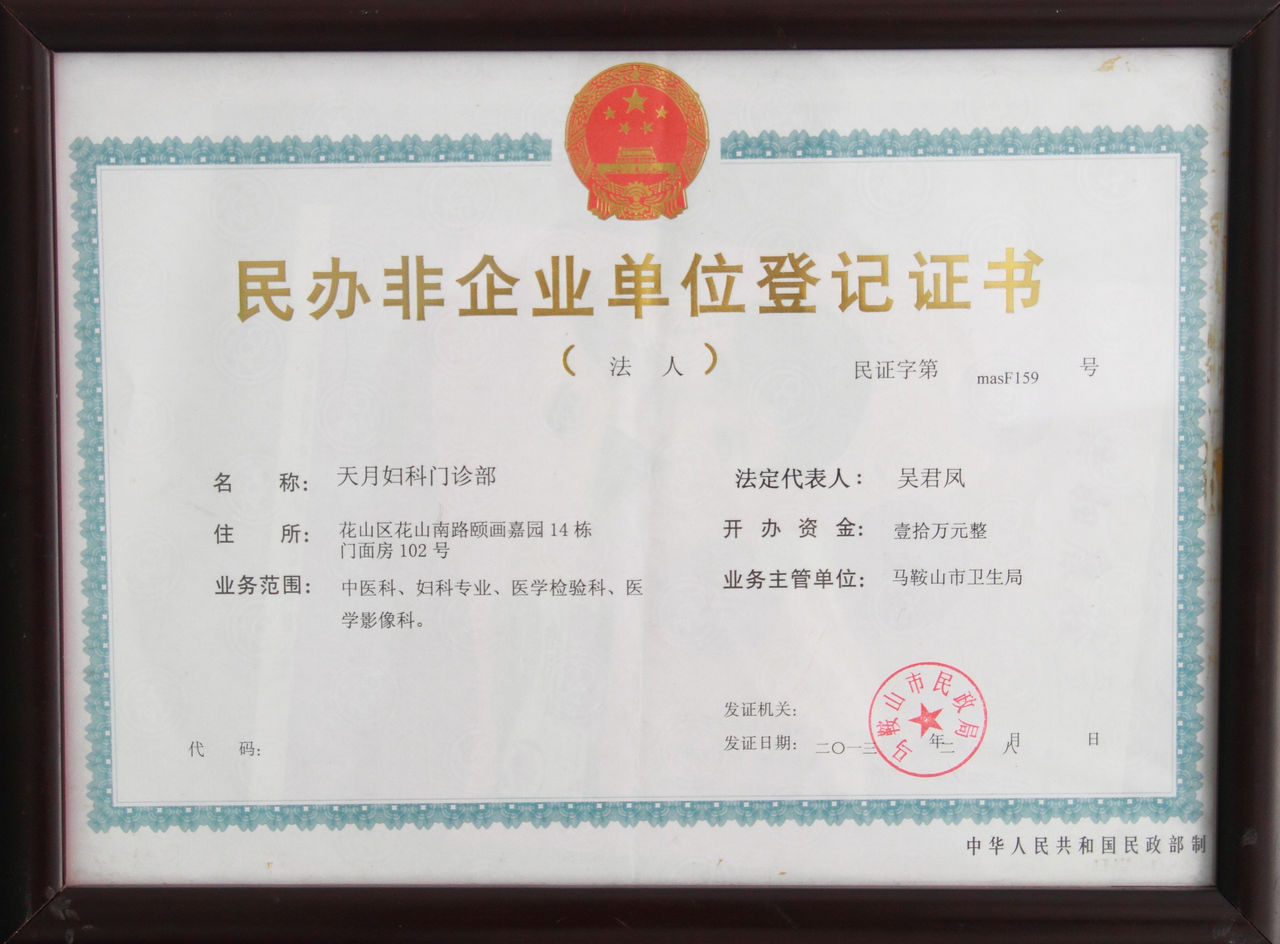 民办非企业单位登记证书
（法人）
民证字第 masF159 号
名称：天月妇科门诊部
法定代表人：吴君凤
住所：花山区花山南路颐画嘉园14栋
门面房102号
开办资金：壹拾万元整
业务范围：中医科、妇科专业、医学检验科、医
学影像科。
业务主管单位：马鞍山市卫生局
发证机关：
马鞍山市民政局
代码：
发证日期：二〇一三年二月八日
中华人民共和国民政部制